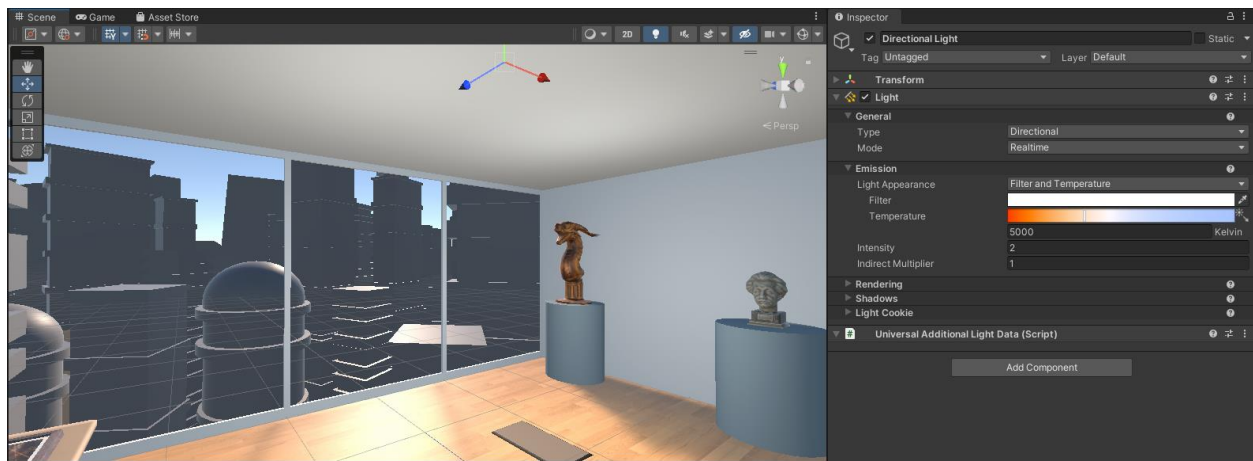 Scene Game Asset Store
2D
y
x
Persp
Inspector
Directional Light Static
Tag Untagged Layer Default
Transform
Light
General
Type Directional
Mode Realtime
Emission
Light Appearance Filter and Temperature
Filter
Temperature
5000 Kelvin
Intensity 2
Indirect Multiplier 1
Rendering
Shadows
Light Cookie
# Universal Additional Light Data (Script)
Add Component